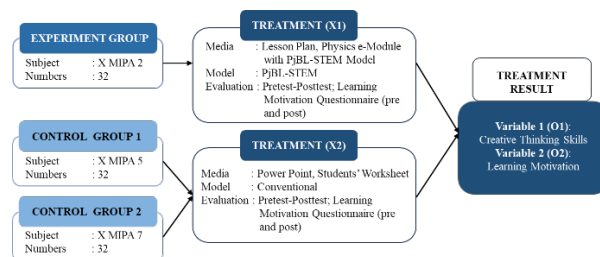 EXPERIMENT GROUP
Subject : X MIPA 2
Numbers : 32
CONTROL GROUP 1
Subject : X MIPA 5
Numbers : 32
CONTROL GROUP 2
Subject : X MIPA 7
Numbers : 32
TREATMENT (X1)
Media : Lesson Plan, Physics e-Module
with PjBL-STEM Model
Model : PjBL-STEM
Evaluation : Pretest-Posttest; Learning
Motivation Questionnaire (pre
and post)
TREATMENT (X2)
Media : Power Point, Students’ Worksheet
Model : Conventional
Evaluation : Pretest-Posttest; Learning
Motivation Questionnaire (pre
and post)
TREATMENT
RESULT
Variable 1 (O1):
Creative Thinking Skills
Variable 2 (O2):
Learning Motivation